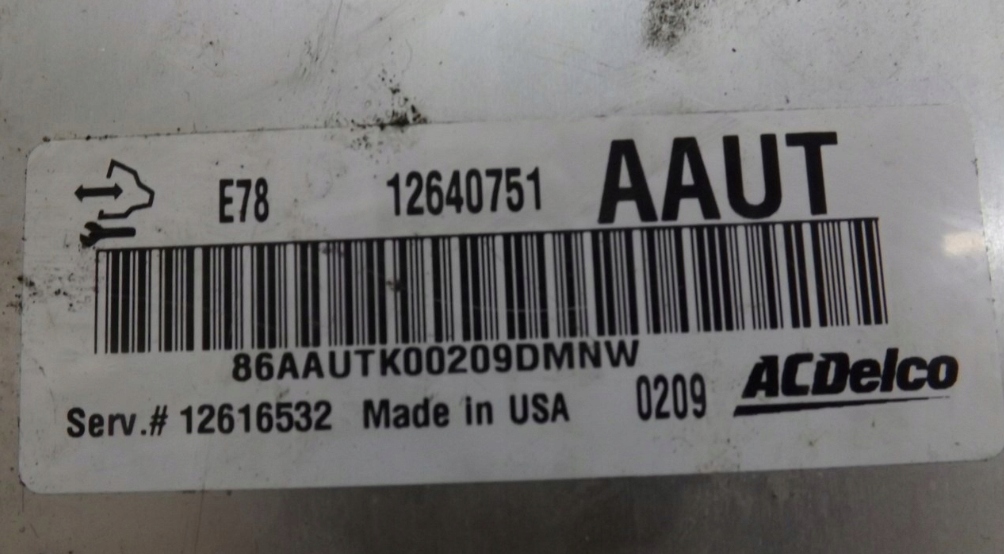 E78 12640751 AAUT
86AAUTK00209DMNW
Serv.# 12616532 Made in USA 0209 ACDelco